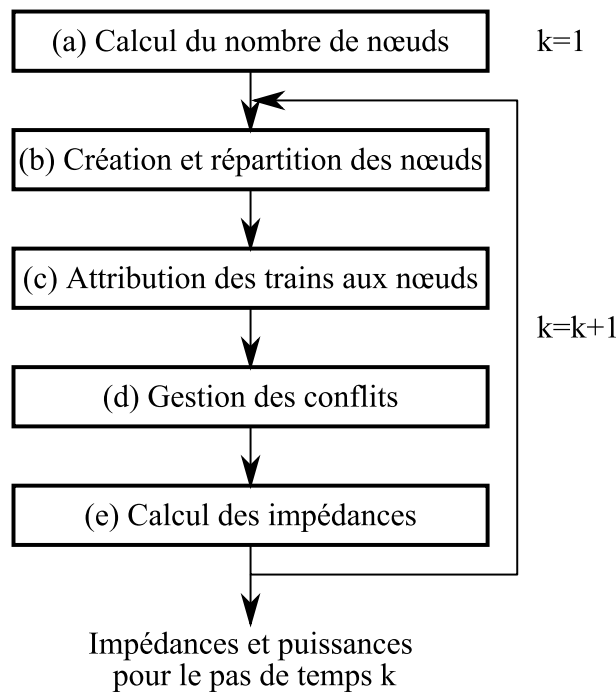 (a) Calcul du nombre de nœuds
k=1
(b) Création et répartition des nœuds
(c) Attribution des trains aux nœuds
k=k+1
(d) Gestion des conflits
(e) Calcul des impédances
Impédances et puissances
pour le pas de temps k